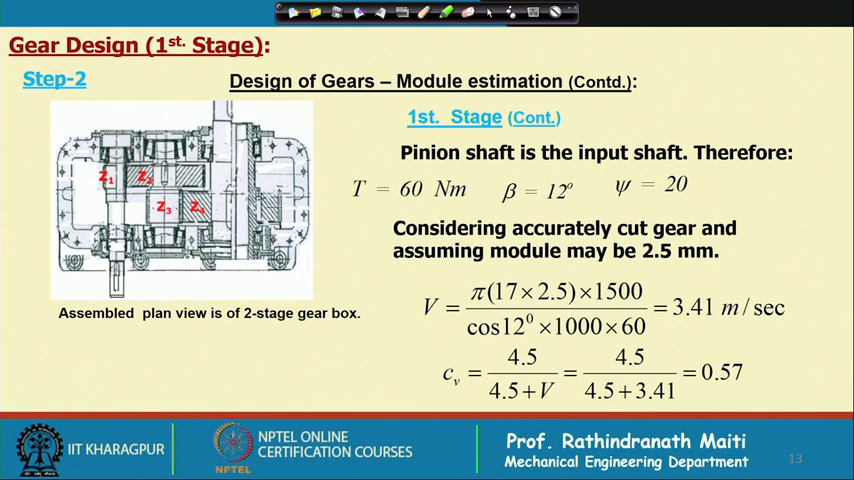 Gear Design (1st. Stage):
Step-2
Design of Gears – Module estimation (Contd.):
1st. Stage (Cont.)
Pinion shaft is the input shaft. Therefore:
T = 60 Nm β = 12° ψ = 20
Considering accurately cut gear and
assuming module may be 2.5 mm.
V = π(17 × 2.5) × 1500 / cos12⁰ × 1000 × 60 = 3.41 m / sec
cᵥ = 4.5 / 4.5 + V = 4.5 / 4.5 + 3.41 = 0.57
z1 z2
z3 z4
Assembled plan view is of 2-stage gear box.
IIT KHARAGPUR
NPTEL
NPTEL ONLINE
CERTIFICATION COURSES
Prof. Rathindranath Maiti
Mechanical Engineering Department
13